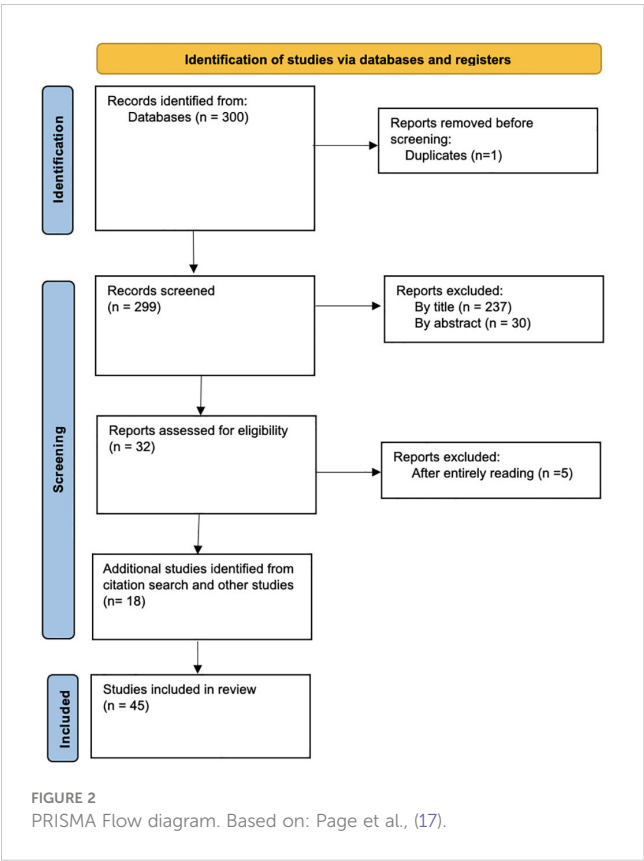 Identification of studies via databases and registers
Identification
Records identified from:
Databases (n = 300)
Reports removed before
screening:
Duplicates (n=1)
Screening
Records screened
(n = 299)
Reports excluded:
By title (n = 237)
By abstract (n = 30)
Reports assessed for eligibility
(n = 32)
Reports excluded:
After entirely reading (n =5)
Additional studies identified from
citation search and other studies
(n= 18)
Included
Studies included in review
(n = 45)
FIGURE 2
PRISMA Flow diagram. Based on: Page et al., (17).